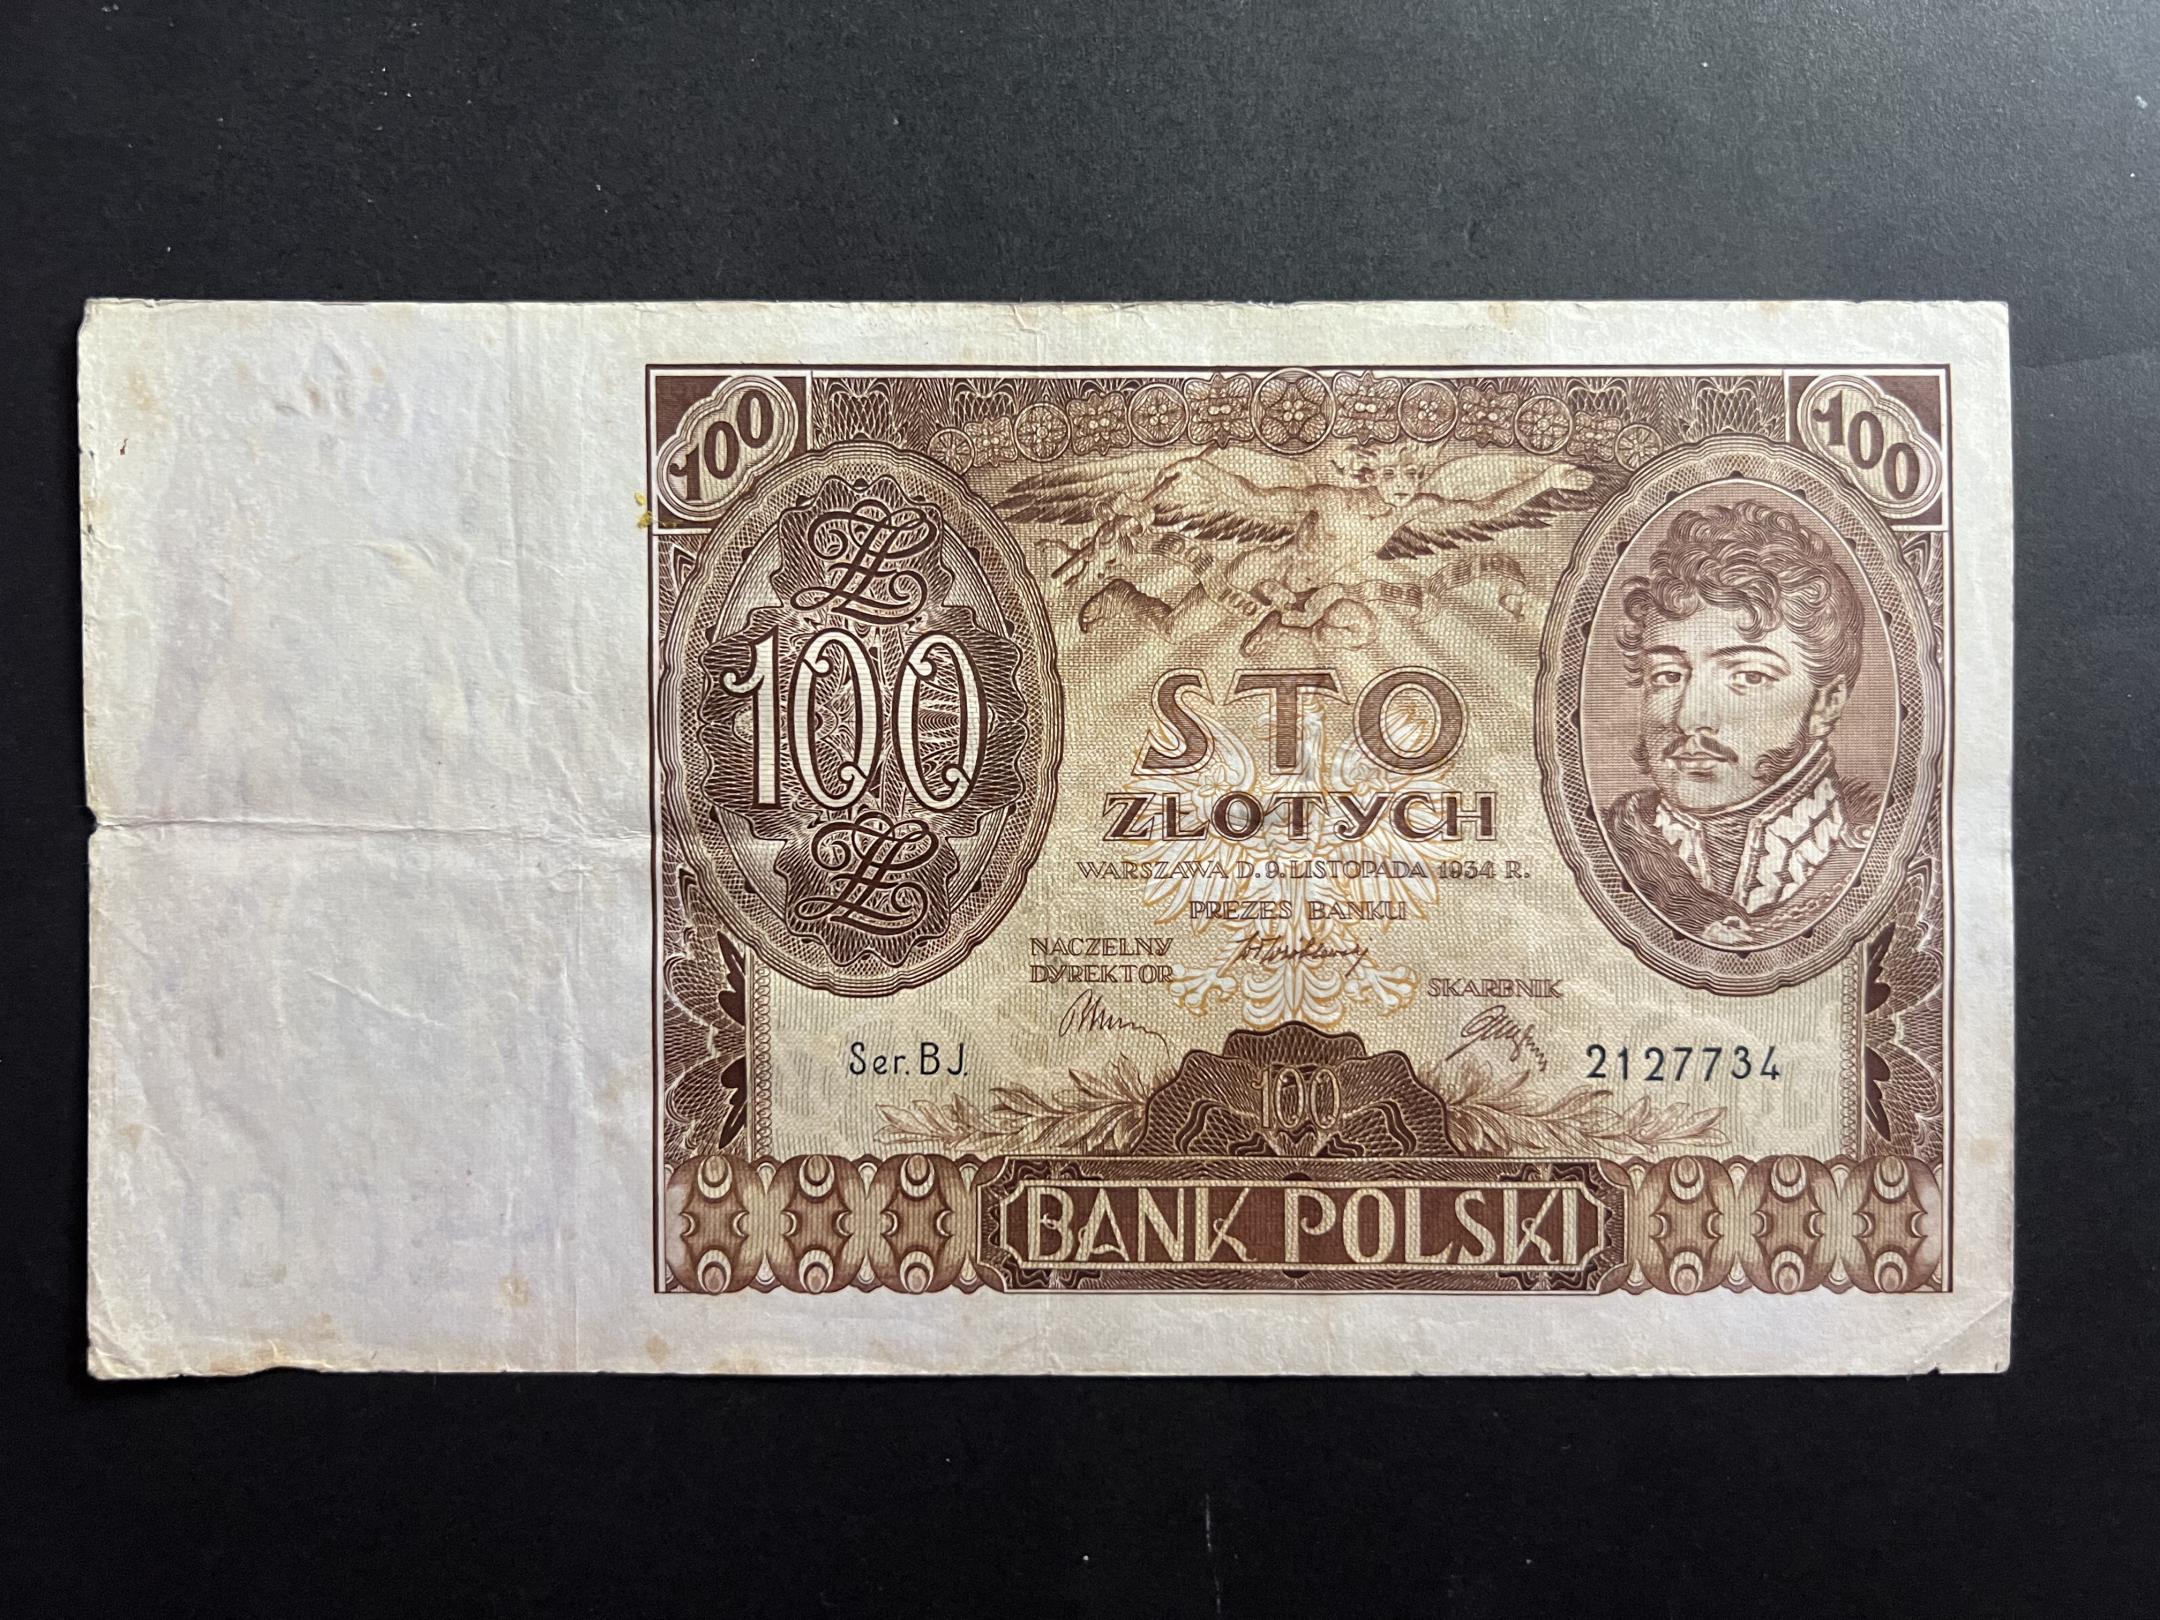 100
100
100
STO
ZŁOTYCH
WARSZAWA D. 9. LISTOPADA 1934 R.
PREZES BANKU
NACZELNY
DYREKTOR
SKARBNIK
Ser. B J.
2127734
100
BANK POLSKI